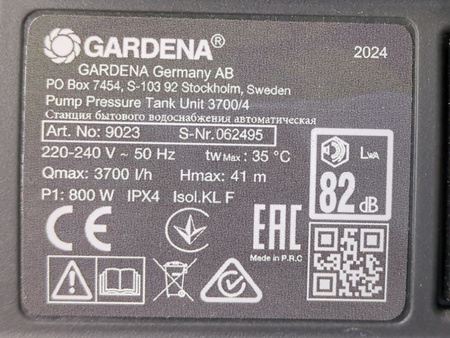 GARDENA® 2024
GARDENA Germany AB
PO Box 7454, S-103 92 Stockholm, Sweden
Pump Pressure Tank Unit 3700/4
Станция бытового водоснабжения автоматическая
Art. No: 9023 S-Nr. 062495
220-240 V ~ 50 Hz twMax : 35 °C
Qmax: 3700 l/h Hmax: 41 m
P1: 800 W IPX4 Isol.KL F
LWA
82 dB
CE EAC
Made in P.R.C